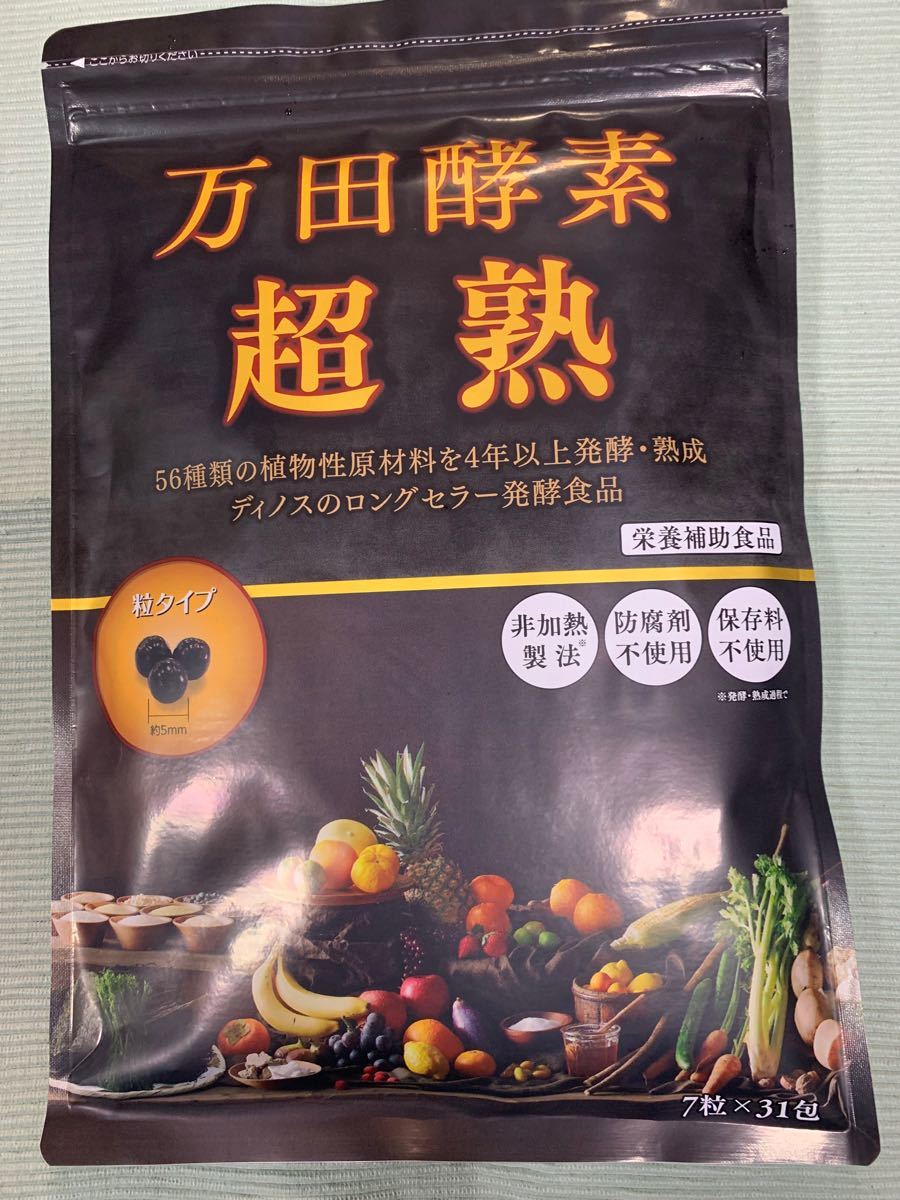 ここからお切りください
万田酵素
超熟
56種類の植物性原材料を4年以上発酵・熟成
ディノスのロングセラー発酵食品
栄養補助食品
粒タイプ
約5mm
非加熱※
製法
防腐剤
不使用
保存料
不使用
※発酵・熟成過程で
7粒×31包